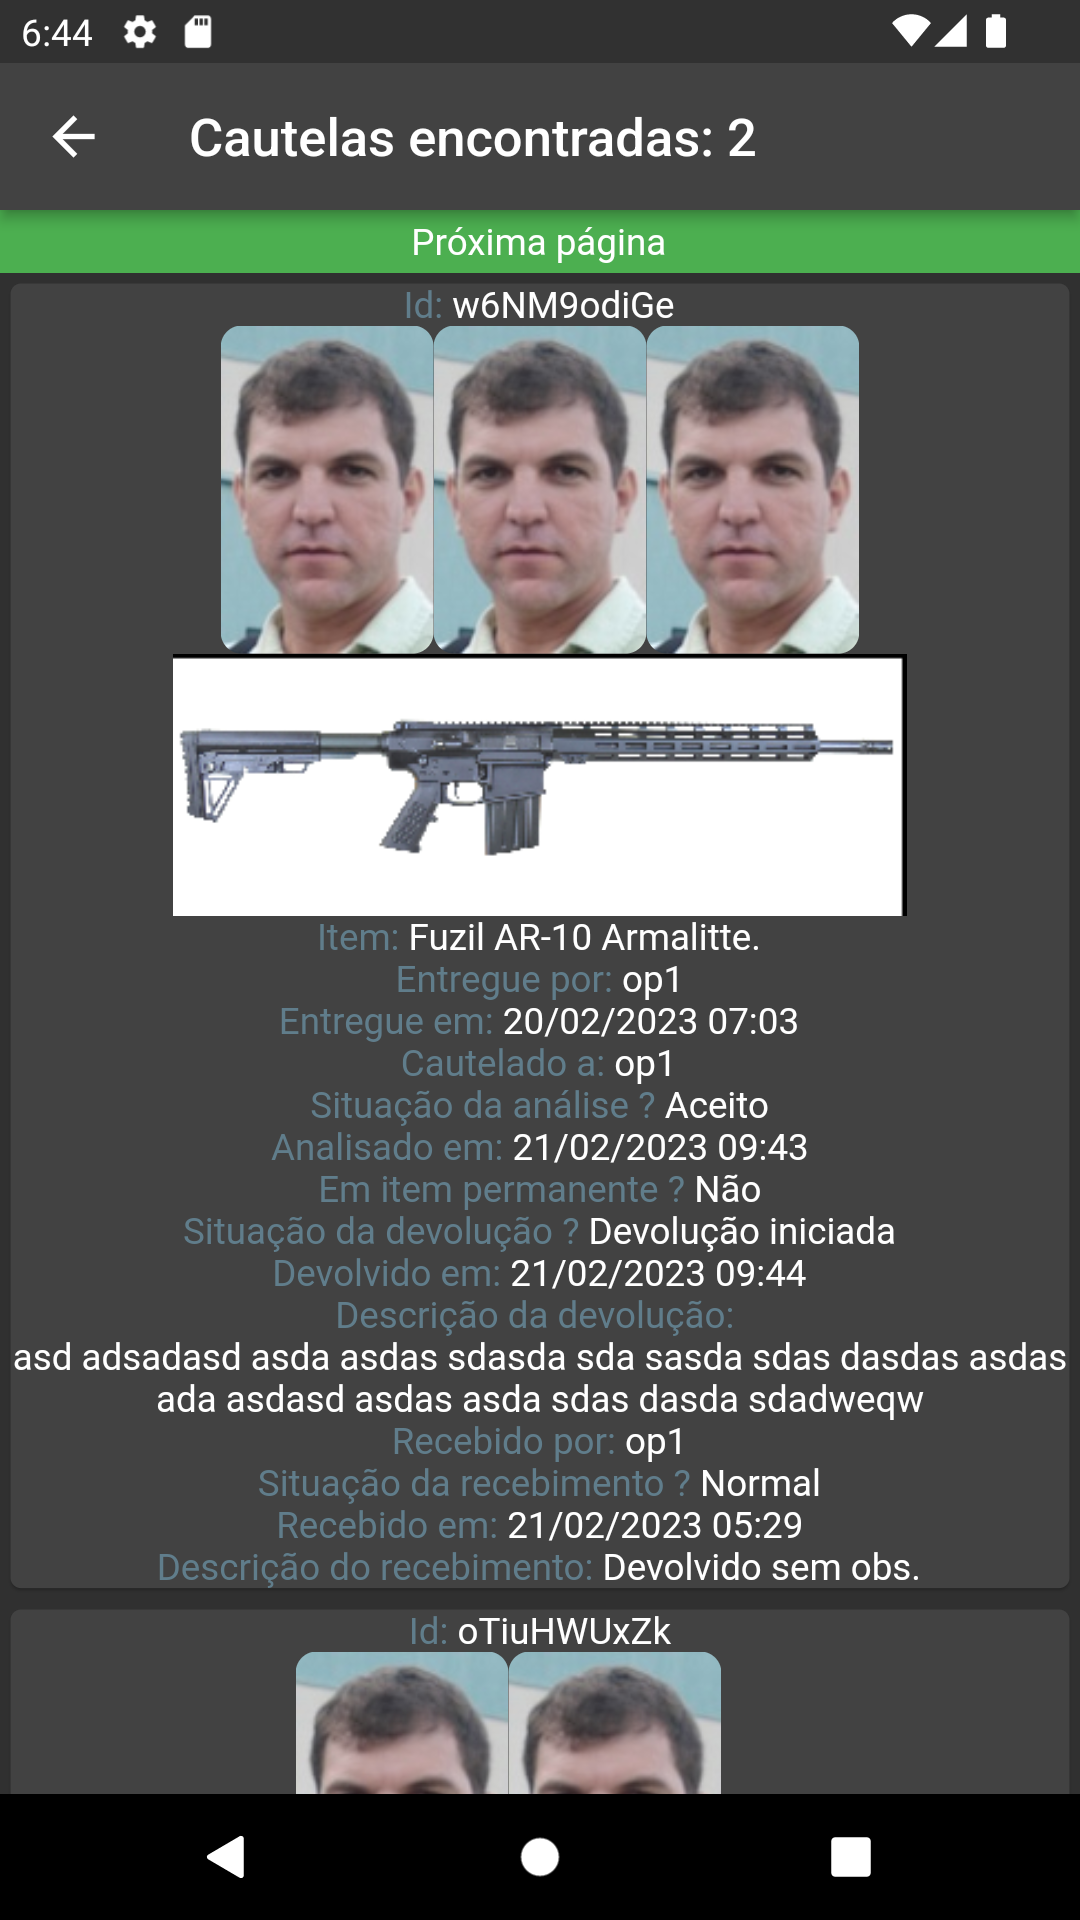 6:44
Cautelas encontradas: 2
Próxima página
Id: w6NM9odiGe
Item: Fuzil AR-10 Armalitte.
Entregue por: op1
Entregue em: 20/02/2023 07:03
Cautelado a: op1
Situação da análise ? Aceito
Analisado em: 21/02/2023 09:43
Em item permanente ? Não
Situação da devolução ? Devolução iniciada
Devolvido em: 21/02/2023 09:44
Descrição da devolução:
asd adsadasd asda asdas sdasda sda sasda sdas dasdas asdas
ada asdasd asdas asda sdas dasda sdadweqw
Recebido por: op1
Situação da recebimento ? Normal
Recebido em: 21/02/2023 05:29
Descrição do recebimento: Devolvido sem obs.
Id: oTiuHWUxZk